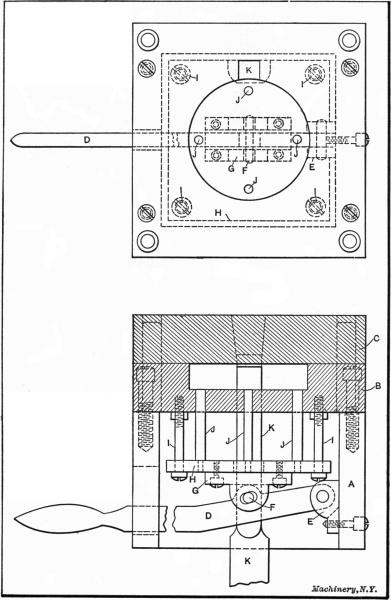 K
I I
J
D
J J
E
G F J
H
C
B
J K
I J J I
H
G A
F
D E
K
Machinery, N.Y.